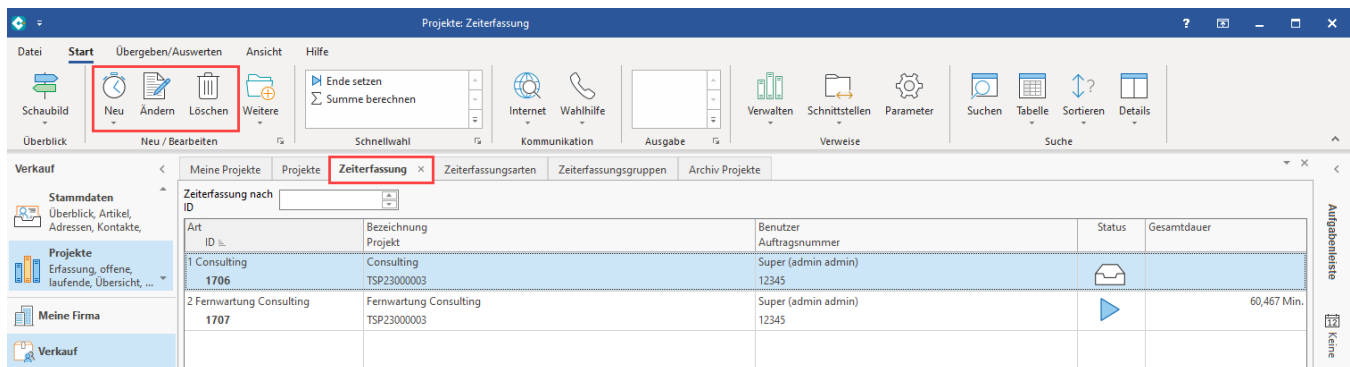 Projekte: Zeiterfassung
?
Datei Start Übergeben/Auswerten Ansicht Hilfe
Schaubild
Neu Ändern Löschen Weitere
Ende setzen
Summe berechnen
Internet Wahlhilfe
Verwalten Schnittstellen Parameter
Suchen Tabelle Sortieren Details
Überblick Neu / Bearbeiten Schnellwahl Kommunikation Ausgabe Verweise Suche
Verkauf
Stammdaten
Überblick, Artikel,
Adressen, Kontakte,
Projekte
Erfassung, offene,
laufende, Übersicht, ...
Meine Firma
Verkauf
Meine Projekte Projekte Zeiterfassung × Zeiterfassungsarten Zeiterfassungsgruppen Archiv Projekte
Zeiterfassung nach
ID
Art Bezeichnung Benutzer Status Gesamtdauer
ID Projekt Auftragsnummer
1 Consulting Consulting Super (admin admin)
1706 TSP23000003 12345
2 Fernwartung Consulting Fernwartung Consulting Super (admin admin) 60,467 Min.
1707 TSP23000003 12345
Aufgabenleiste
12
Keine